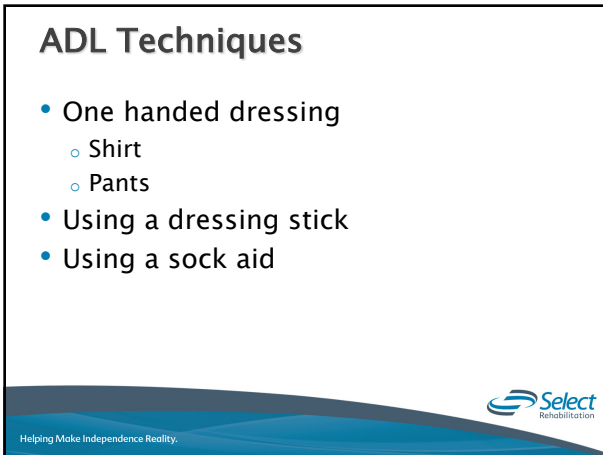 ADL Techniques
• One handed dressing
o Shirt
o Pants
• Using a dressing stick
• Using a sock aid
Select
Rehabilitation
Helping Make Independence Reality.